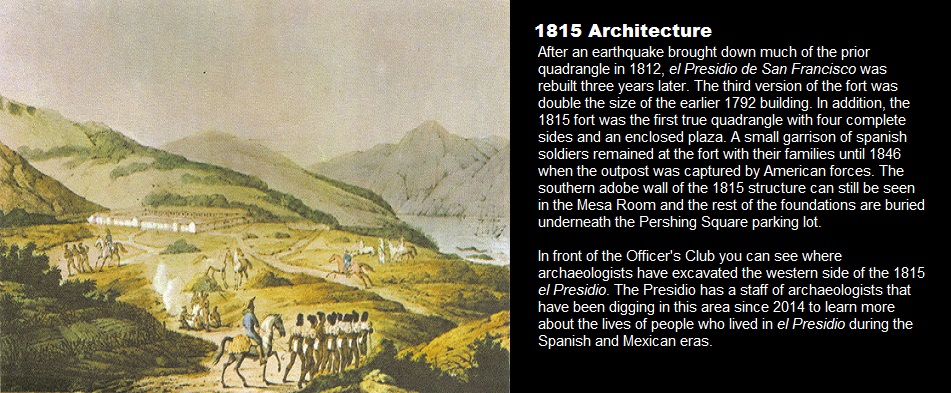 1815 Architecture
After an earthquake brought down much of the prior
quadrangle in 1812, el Presidio de San Francisco was
rebuilt three years later. The third version of the fort was
double the size of the earlier 1792 building. In addition, the
1815 fort was the first true quadrangle with four complete
sides and an enclosed plaza. A small garrison of spanish
soldiers remained at the fort with their families until 1846
when the outpost was captured by American forces. The
southern adobe wall of the 1815 structure can still be seen
in the Mesa Room and the rest of the foundations are buried
underneath the Pershing Square parking lot.
In front of the Officer's Club you can see where
archaeologists have excavated the western side of the 1815
el Presidio. The Presidio has a staff of archaeologists that
have been digging in this area since 2014 to learn more
about the lives of people who lived in el Presidio during the
Spanish and Mexican eras.